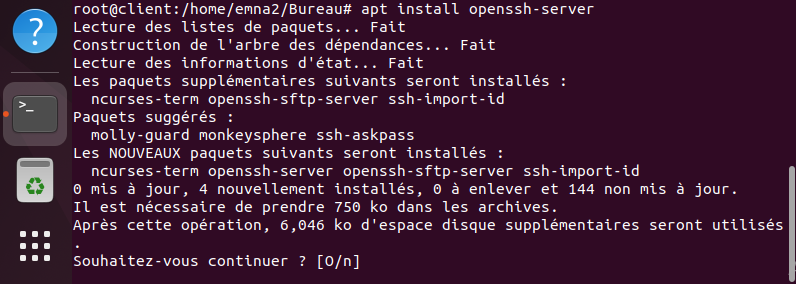 root@client:/home/emna2/Bureau# apt install openssh-server
Lecture des listes de paquets... Fait
Construction de l'arbre des dépendances... Fait
Lecture des informations d'état... Fait
Les paquets supplémentaires suivants seront installés :
  ncurses-term openssh-sftp-server ssh-import-id
Paquets suggérés :
  molly-guard monkeysphere ssh-askpass
Les NOUVEAUX paquets suivants seront installés :
  ncurses-term openssh-server openssh-sftp-server ssh-import-id
0 mis à jour, 4 nouvellement installés, 0 à enlever et 144 non mis à jour.
Il est nécessaire de prendre 750 ko dans les archives.
Après cette opération, 6,046 ko d'espace disque supplémentaires seront utilisés
.
Souhaitez-vous continuer ? [O/n]
?
>_